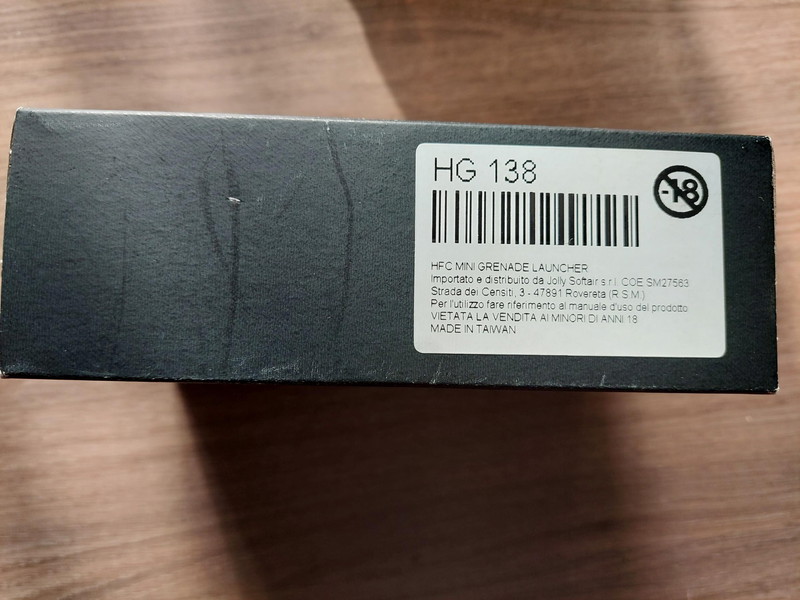 HG 138
-18
HFC MINI GRENADE LAUNCHER
Importato e distribuito da Jolly Softair s.r.l. COE SM27563
Strada dei Censiti, 3 - 47891 Rovereta (R.S.M.)
Per l'utilizzo fare riferimento al manuale d'uso del prodotto.
VIETATA LA VENDITA AI MINORI DI ANNI 18
MADE IN TAIWAN